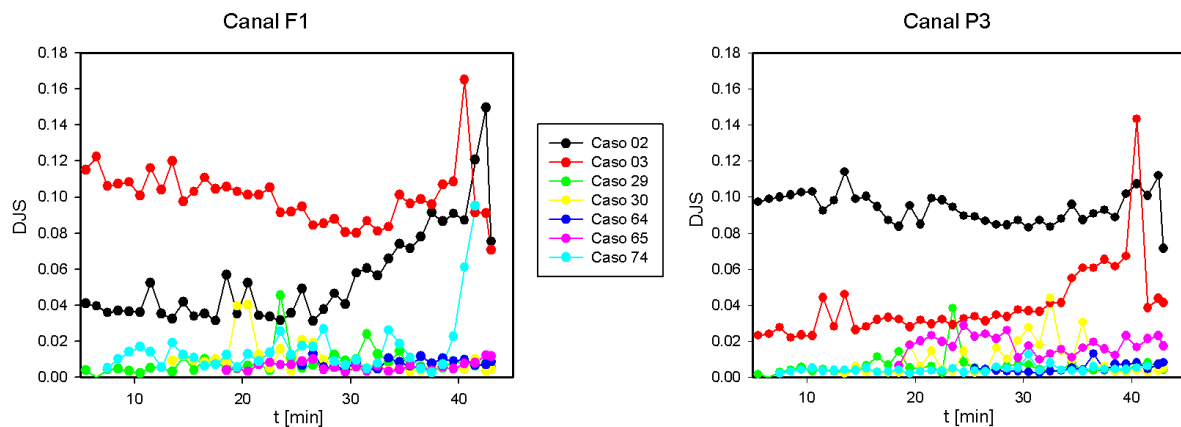 Canal F1
0.18
0.16
0.14
0.12
0.10
0.08
0.06
0.04
0.02
0.00
DJS
10
20
30
40
t [min]
Caso 02
Caso 03
Caso 29
Caso 30
Caso 64
Caso 65
Caso 74
Canal P3
0.18
0.16
0.14
0.12
0.10
0.08
0.06
0.04
0.02
0.00
DJS
10
20
30
40
t [min]